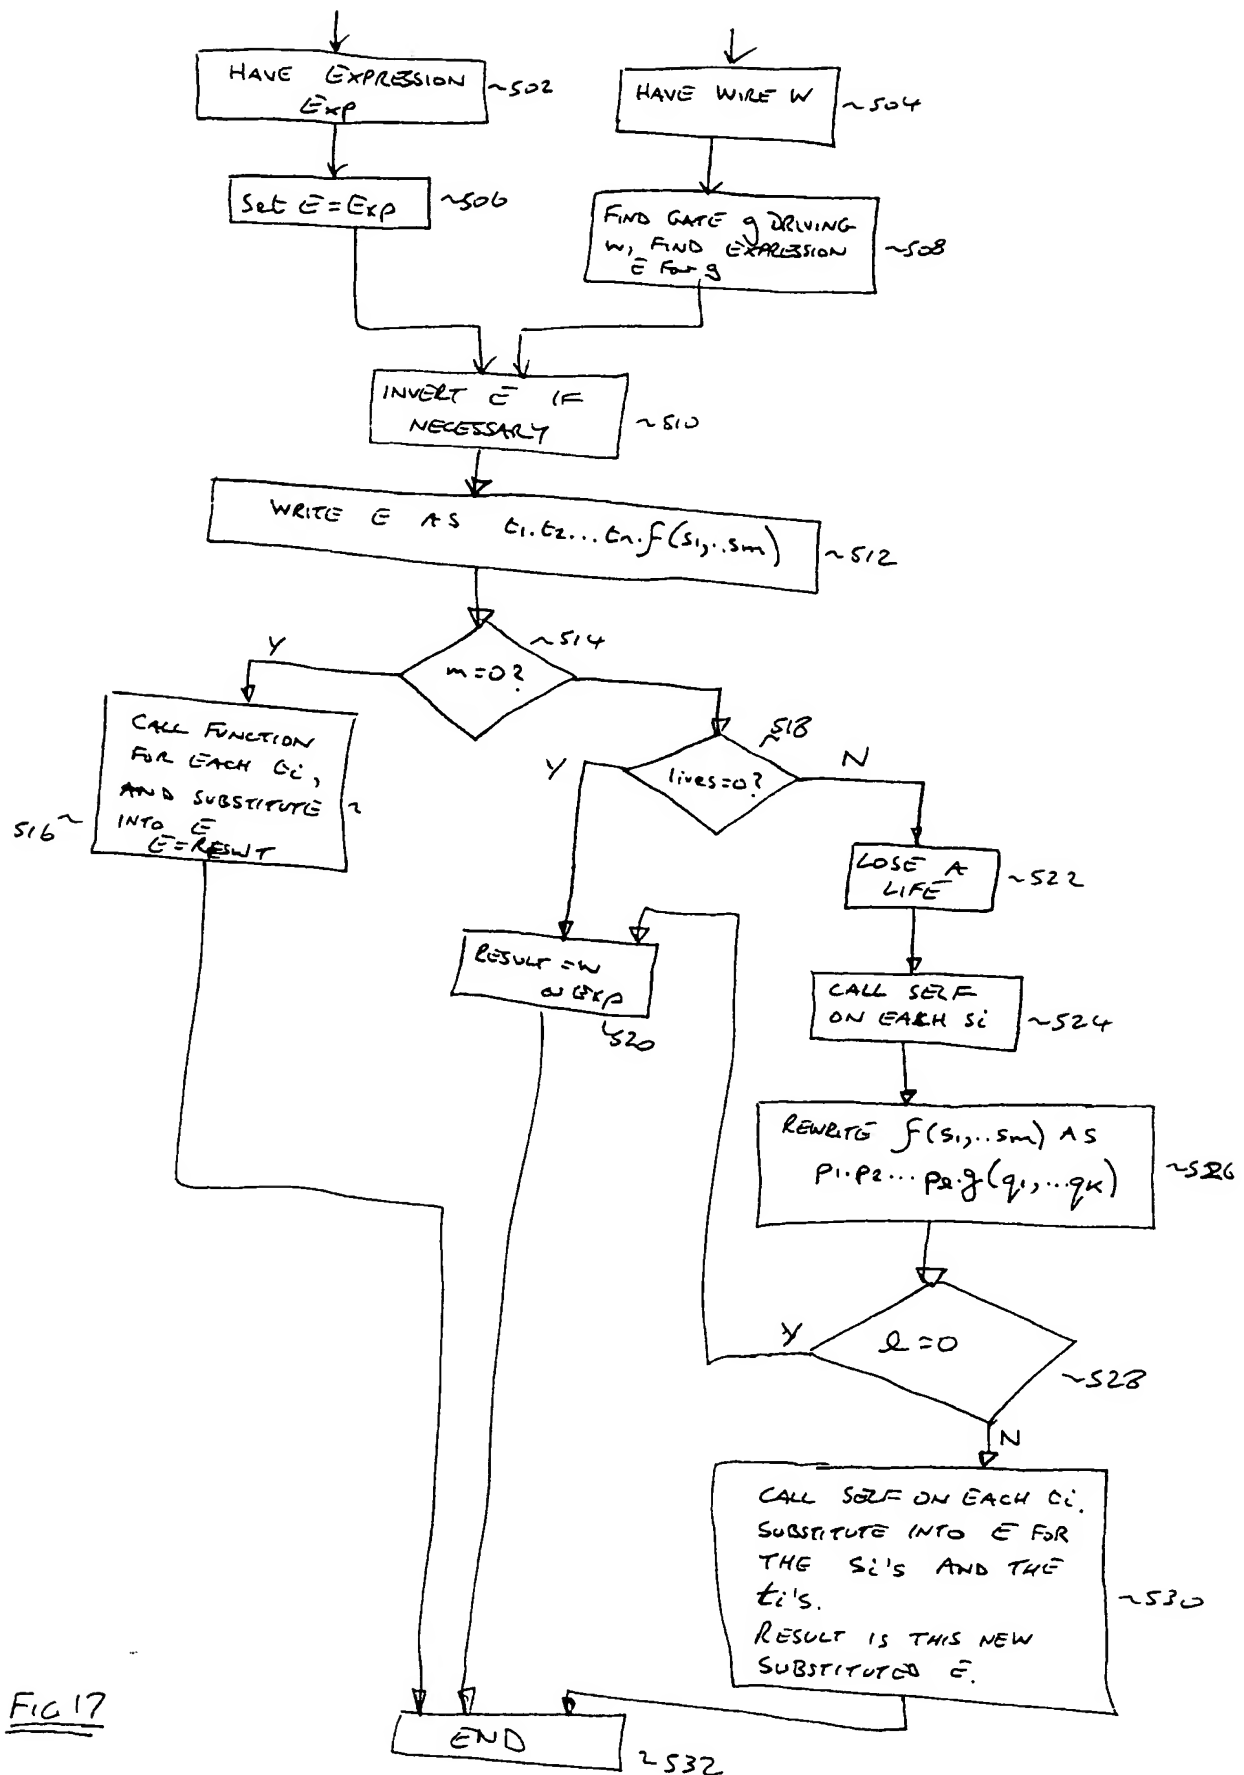 HAVE EXPRESSION
Exp
~502
HAVE WIRE W
~504
Set E = Exp
~506
FIND GATE g DRIVING
W, FIND EXPRESSION
E for g
~508
INVERT E IF
NECESSARY
~510
WRITE E AS t1.t2...tn.f(s1,..sm)
~512
m=0?
~514
Y
CALL FUNCTION
FOR EACH ti,
AND SUBSTITUTE
INTO E
E=RESULT
516~
lives=0?
~518
Y
N
LOSE A
LIFE
~522
RESULT = W
or Exp
~520
CALL SELF
ON EACH si
~524
REWRITE f(s1,..sm) AS
p1.p2...pl.g(q1,...qk)
~526
l=0
~528
Y
N
CALL SELF ON EACH ti.
SUBSTITUTE INTO E FOR
THE si's AND THE
ti's.
RESULT IS THIS NEW
SUBSTITUTED E.
~530
END
~532
FIG 17